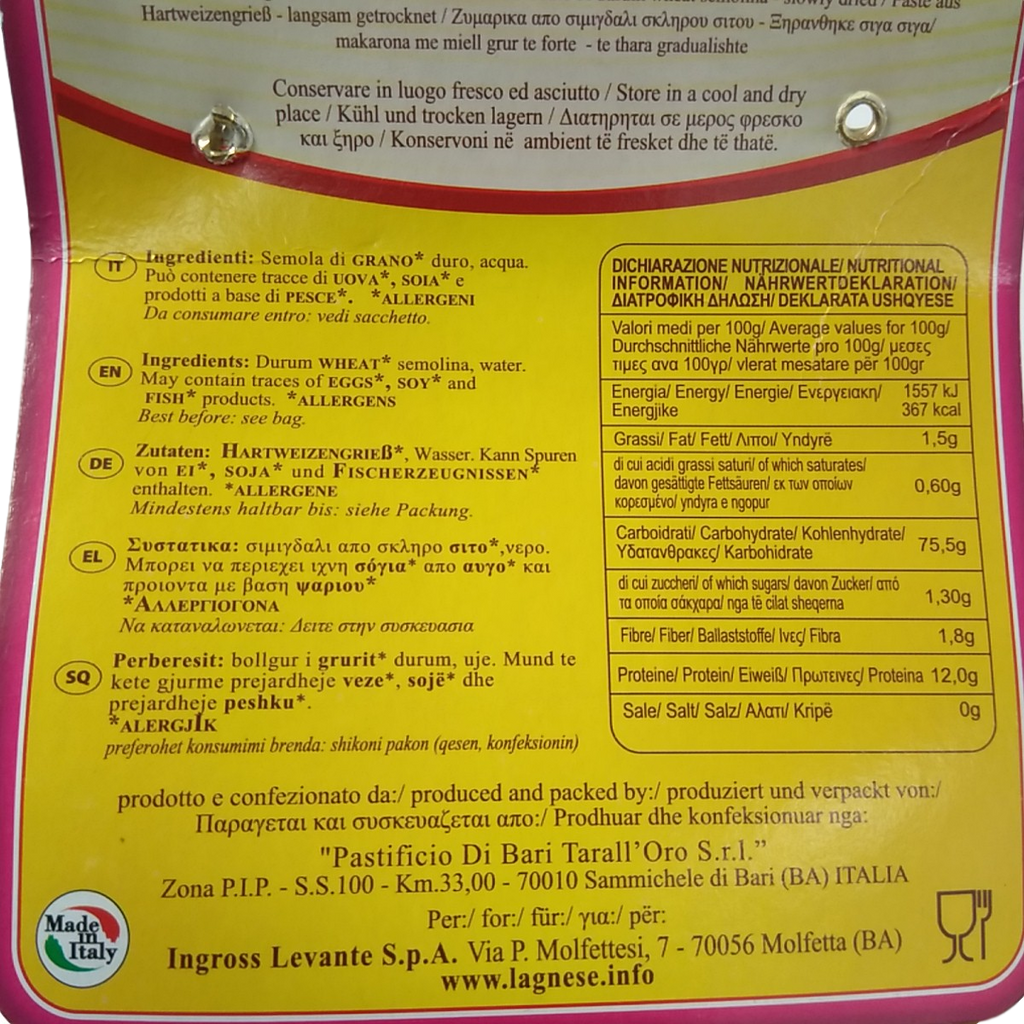 durum wheat semolina - slowly dried / Paste aus
Hartweizengrieß - langsam getrocknet / Ζυμαρικα απο σιμιγδαλι σκληρου σιτου - Ξηρανθηκε σιγα σιγα/
makarona me miell grur te forte - te thara gradualishte
Conservare in luogo fresco ed asciutto / Store in a cool and dry
place / Kühl und trocken lagern / Διατηρηται σε μερος φρεσκο
και ξηρο / Konservoni në ambient të fresket dhe të thatë.
IT Ingredienti: Semola di GRANO* duro, acqua.
Può contenere tracce di UOVA*, SOIA* e
prodotti a base di PESCE*. *ALLERGENI
Da consumare entro: vedi sacchetto.
EN Ingredients: Durum WHEAT* semolina, water.
May contain traces of EGGS*, SOY* and
FISH* products. *ALLERGENS
Best before: see bag.
DE Zutaten: HARTWEIZENGRIEß*, Wasser. Kann Spuren
von EI*, SOJA* und FISCHERZEUGNISSEN*
enthalten. *ALLERGENE
Mindestens haltbar bis: siehe Packung.
EL Συστατικα: σιμιγδαλι απο σκληρο σιτο*,νερο.
Μπορει να περιεχει ιχνη σόγια* απο αυγο* και
προιοντα με βαση ψαριου*
*ΑΛΛΕΡΓΙΟΓΟΝΑ
Να καταναλωνεται: Δειτε στην συσκευασια
SQ Perberesit: bollgur i grurit* durum, uje. Mund te
kete gjurme prejardheje veze*, sojë* dhe
prejardheje peshku*.
*ALERGJIK
preferohet konsumimi brenda: shikoni pakon (qesen, konfeksionin)
DICHIARAZIONE NUTRIZIONALE/ NUTRITIONAL
INFORMATION/ NÄHRWERTDEKLARATION/
ΔΙΑΤΡΟΦΙΚΗ ΔΗΛΩΣΗ/ DEKLARATA USHQYESE
Valori medi per 100g/ Average values for 100g/
Durchschnittliche Nährwerte pro 100g/ μεσες
τιμες ανα 100γρ/ vlerat mesatare për 100gr
Energia/ Energy/ Energie/ Ενεργειακη/ 1557 kJ
Energjike 367 kcal
Grassi/ Fat/ Fett/ Λιποι/ Yndyrë 1,5g
di cui acidi grassi saturi/ of which saturates/
davon gesättigte Fettsäuren/ εκ των οποίων 0,60g
κορεσμένο/ yndyra e ngopur
Carboidrati/ Carbohydrate/ Kohlenhydrate/
Υδατανθρακες/ Karbohidrate 75,5g
di cui zuccheri/ of which sugars/ davon Zucker/ από
τα οποία σάκχαρα/ nga të cilat sheqerna 1,30g
Fibre/ Fiber/ Ballaststoffe/ Ινες/ Fibra 1,8g
Proteine/ Protein/ Eiweiß/ Πρωτεινες/ Proteina 12,0g
Sale/ Salt/ Salz/ Αλατι/ Kripë 0g
prodotto e confezionato da:/ produced and packed by:/ produziert und verpackt von:/
Παραγεται και συσκευαζεται απο:/ Prodhuar dhe konfeksionuar nga:
"Pastificio Di Bari Tarall'Oro S.r.l."
Zona P.I.P. - S.S.100 - Km.33,00 - 70010 Sammichele di Bari (BA) ITALIA
Per:/ for:/ für:/ για:/ për:
Ingross Levante S.p.A. Via P. Molfettesi, 7 - 70056 Molfetta (BA)
www.lagnese.info
Made
in
Italy